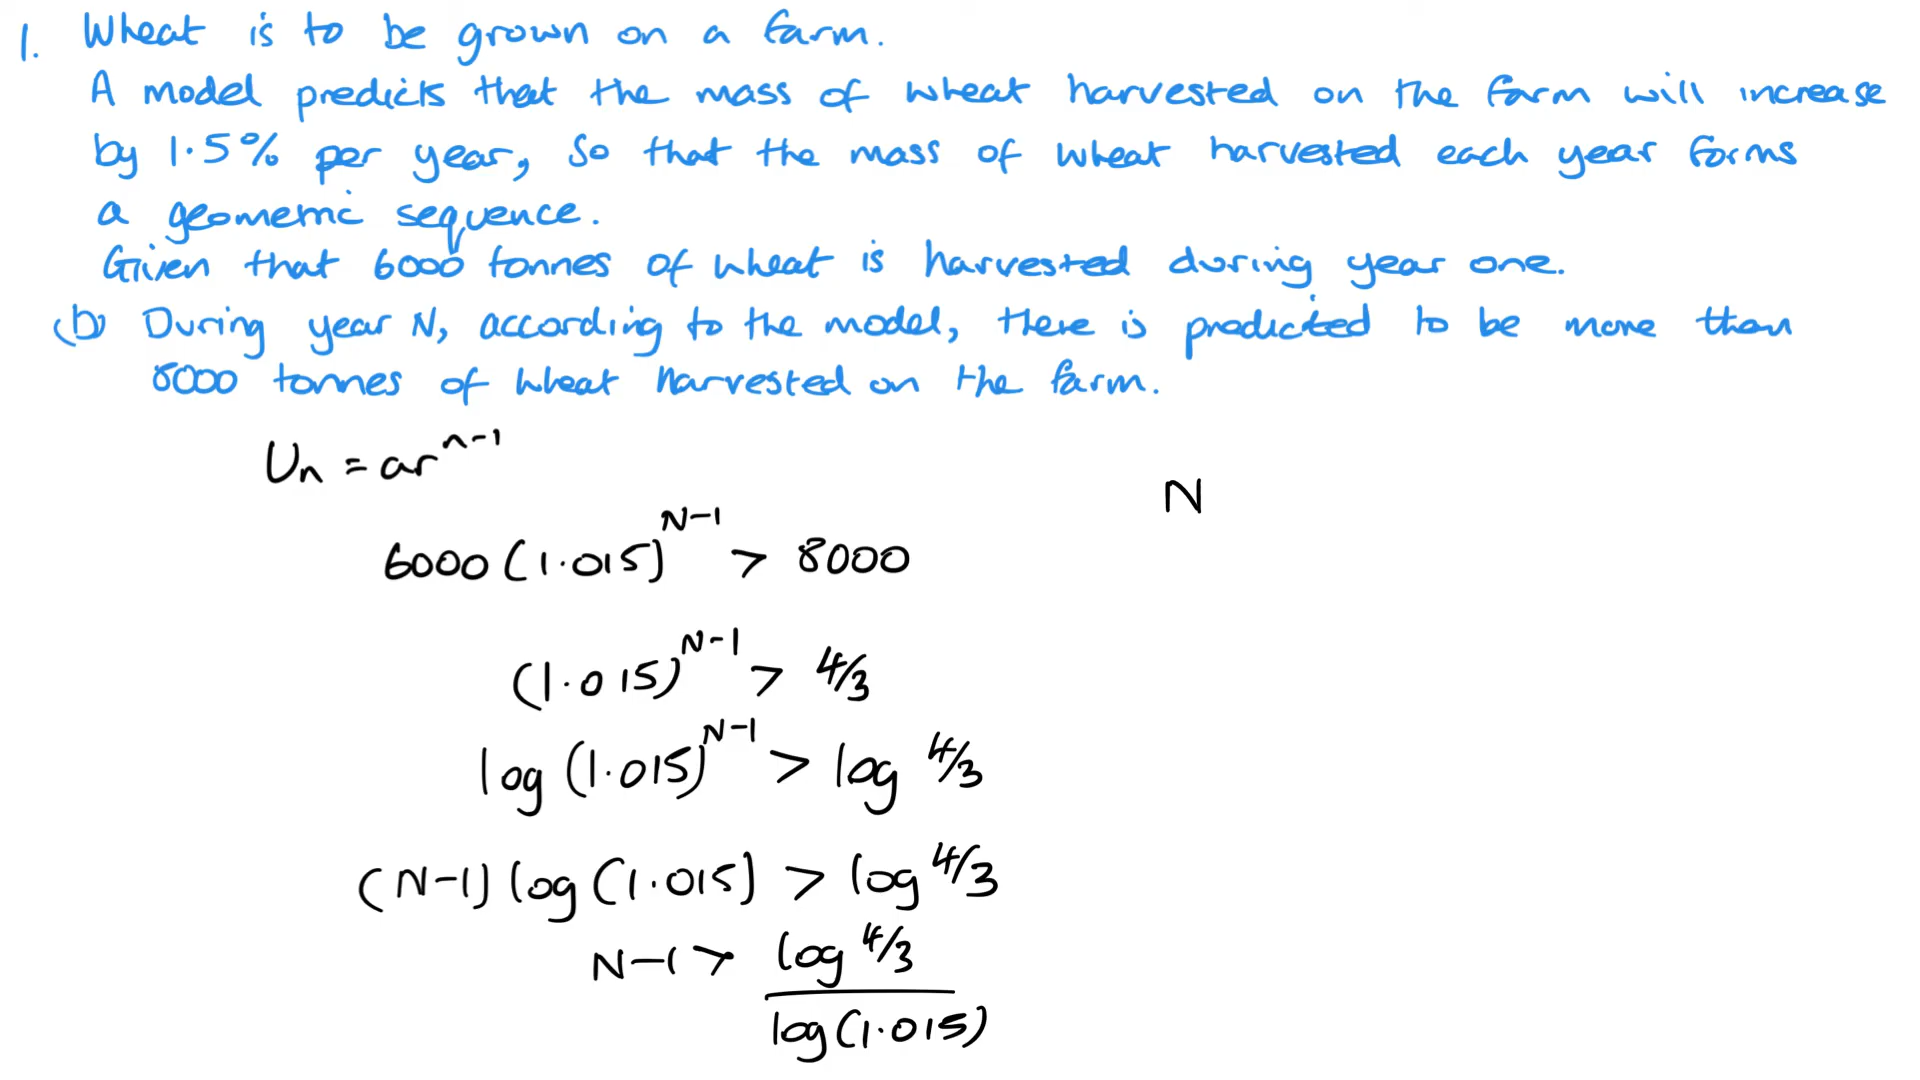 1. Wheat is to be grown on a farm.
A model predicts that the mass of wheat harvested on the farm will increase
by 1.5% per year, so that the mass of wheat harvested each year forms
a geometric sequence.
Given that 6000 tonnes of wheat is harvested during year one.
(b) During year N, according to the model, there is predicted to be more than
8000 tonnes of wheat harvested on the farm.
Un = ar^n-1
N
6000(1.015)^N-1 > 8000
(1.015)^N-1 > 4/3
log (1.015)^N-1 > log 4/3
(N-1) log (1.015) > log 4/3
N-1 > log 4/3
log(1.015)